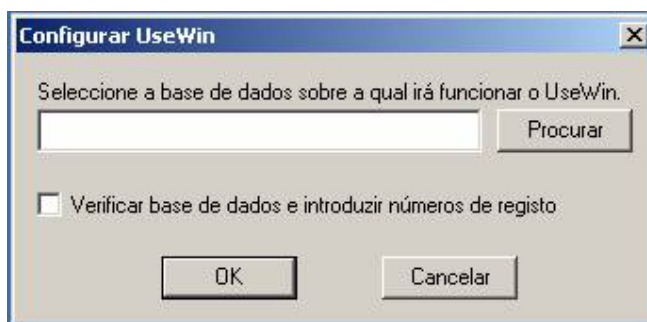 Configurar UseWin
Seleccione a base de dados sobre a qual irá funcionar o UseWin.
Procurar
Verificar base de dados e introduzir números de registo
OK Cancelar